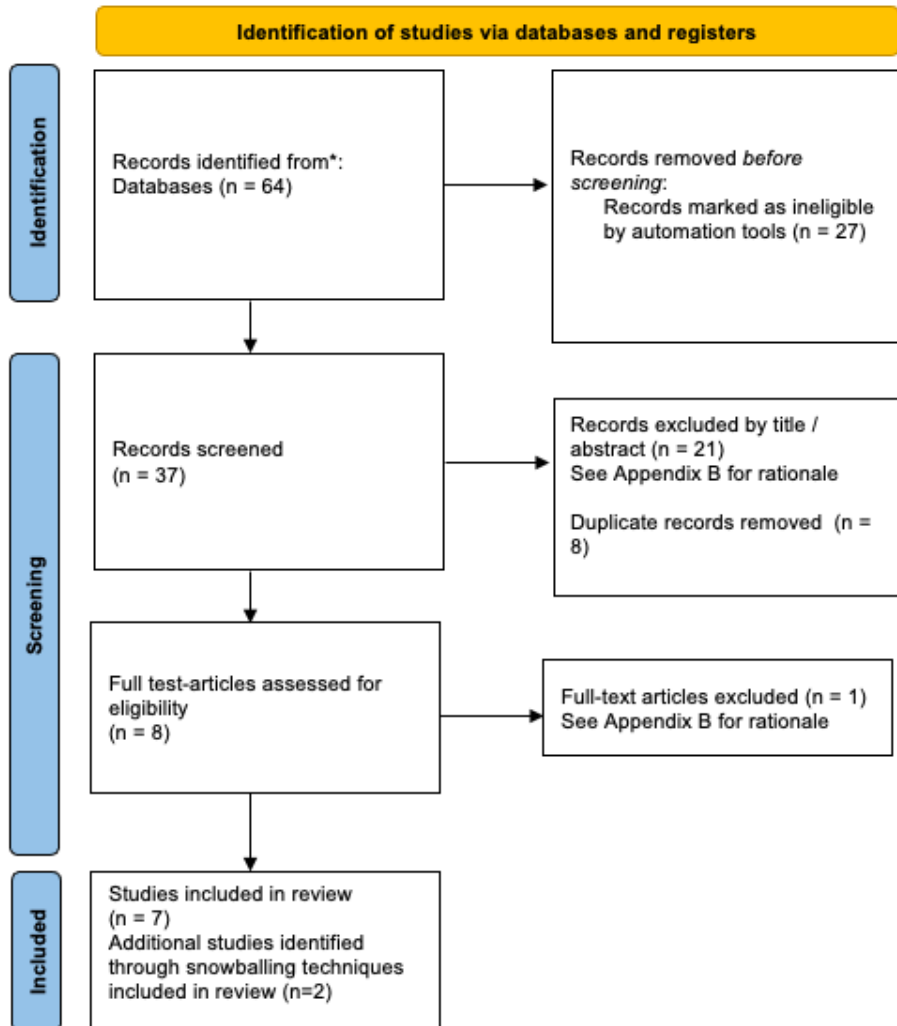 Identification of studies via databases and registers
Identification
Records identified from*:
Databases (n = 64)
Records removed before
screening:
Records marked as ineligible
by automation tools (n = 27)
Screening
Records screened
(n = 37)
Records excluded by title /
abstract (n = 21)
See Appendix B for rationale
Duplicate records removed  (n =
8)
Full test-articles assessed for
eligibility
(n = 8)
Full-text articles excluded (n = 1)
See Appendix B for rationale
Included
Studies included in review
(n = 7)
Additional studies identified
through snowballing techniques
included in review (n=2)